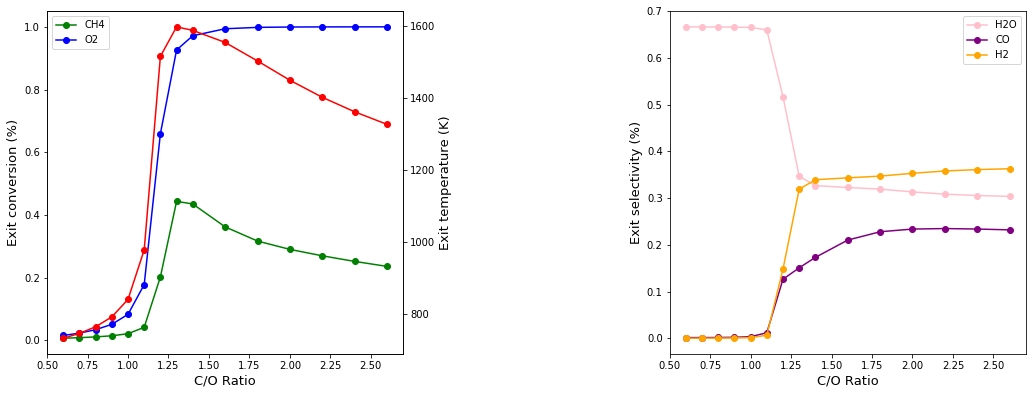 CH4
O2
1.0
0.8
0.6
0.4
0.2
0.0
Exit conversion (%)
0.50 0.75 1.00 1.25 1.50 1.75 2.00 2.25 2.50
C/O Ratio
1600
1400
1200
1000
800
Exit temperature (K)
H2O
CO
H2
0.7
0.6
0.5
0.4
0.3
0.2
0.1
0.0
Exit selectivity (%)
0.50 0.75 1.00 1.25 1.50 1.75 2.00 2.25 2.50
C/O Ratio